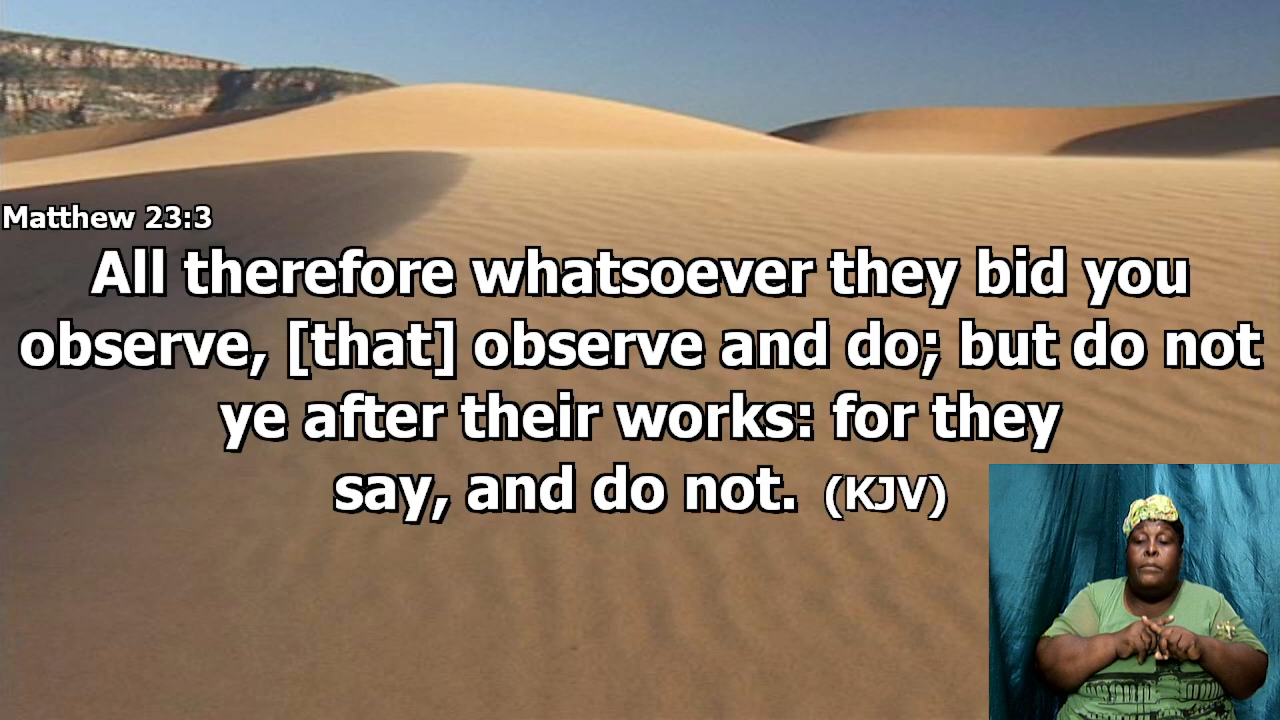 Matthew 23:3
All therefore whatsoever they bid you
observe, [that] observe and do; but do not
ye after their works: for they
say, and do not. (KJV)